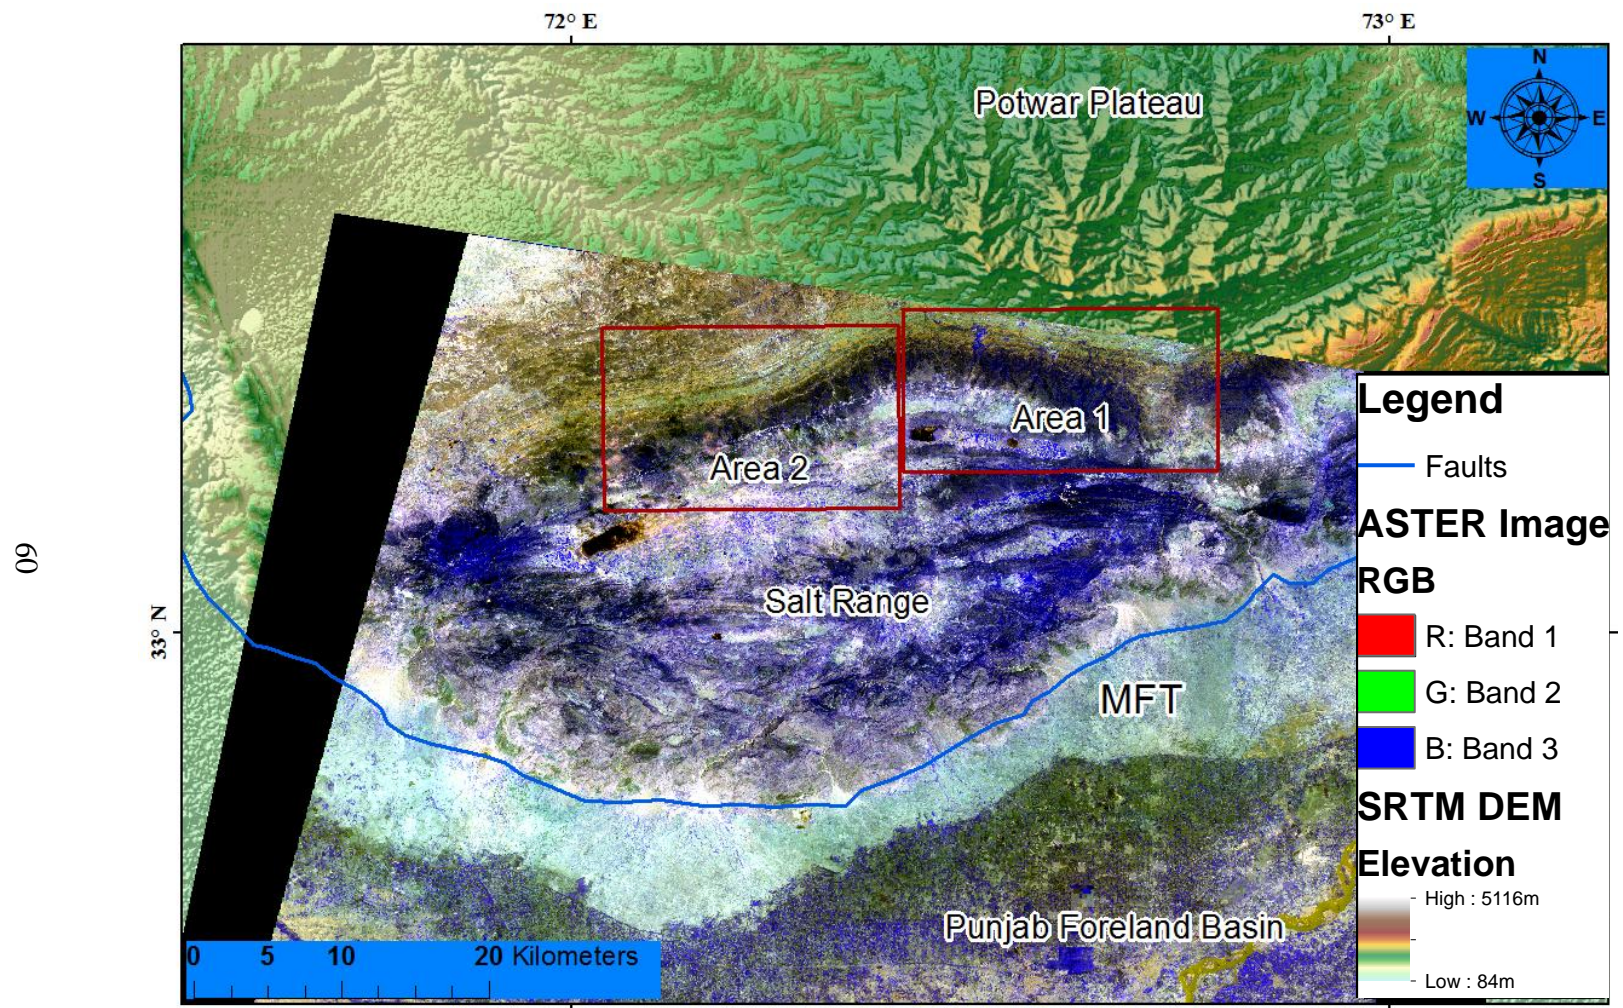 72° E
73° E
Potwar Plateau
N
W
E
S
Area 1
Area 2
Salt Range
33° N
60
MFT
Punjab Foreland Basin
Legend
Faults
ASTER Image
RGB
R: Band 1
G: Band 2
B: Band 3
SRTM DEM
Elevation
High : 5116m
Low : 84m
0 5 10 20 Kilometers